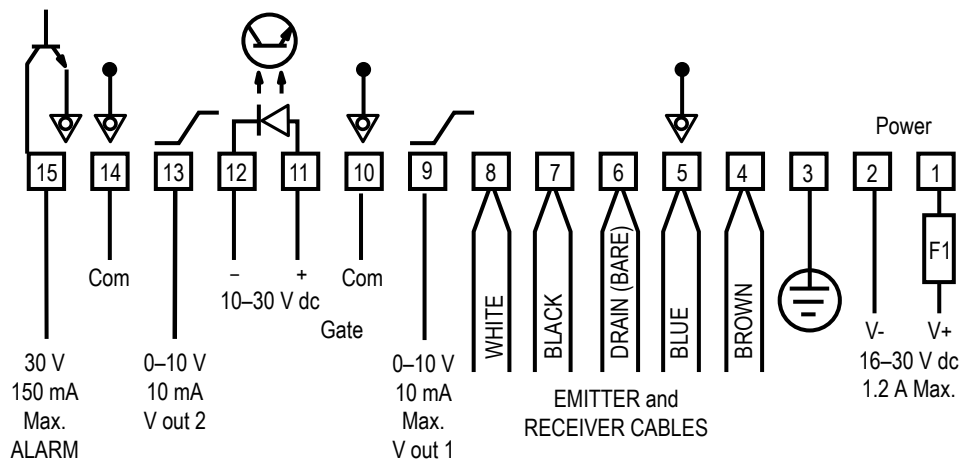 Power
15 14 13 12 11 10 9 8 7 6 5 4 3 2 1
F1
WHITE
BLACK
DRAIN (BARE)
BLUE
BROWN
Com
– +
10–30 V dc
Gate
Com
V- V+
16–30 V dc
1.2 A Max.
30 V
150 mA
Max.
ALARM
0–10 V
10 mA
V out 2
0–10 V
10 mA
Max.
V out 1
EMITTER and
RECEIVER CABLES